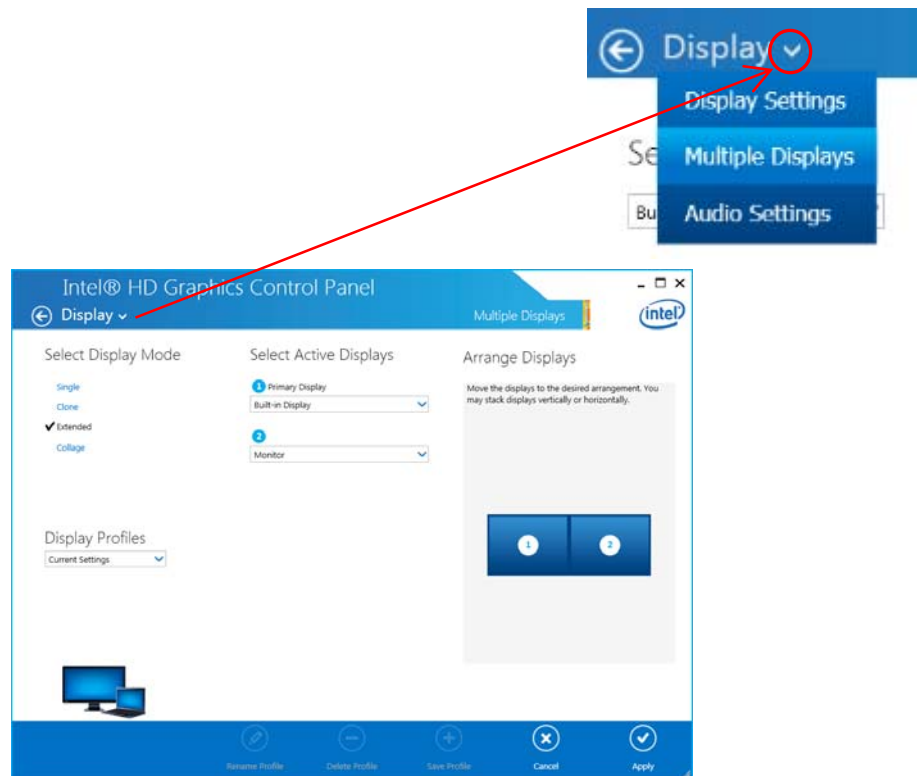 Display
Display Settings
Se
Multiple Displays
Bu
Audio Settings
Intel® HD Graphics Control Panel
Display
Multiple Displays
intel
Select Display Mode
Single
Clone
Extended
Collage
Select Active Displays
1 Primary Display
Built-in Display
2
Monitor
Arrange Displays
Move the displays to the desired arrangement. You
may stack displays vertically or horizontally.
1 2
Display Profiles
Current Settings
Rename Profile
Delete Profile
Save Profile
Cancel
Apply